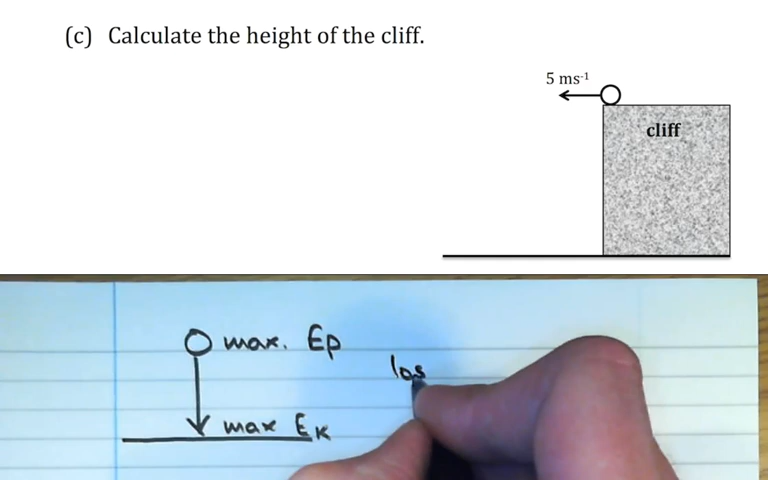 (c) Calculate the height of the cliff.
5 ms⁻¹
cliff
max. Ep
los
max Ek